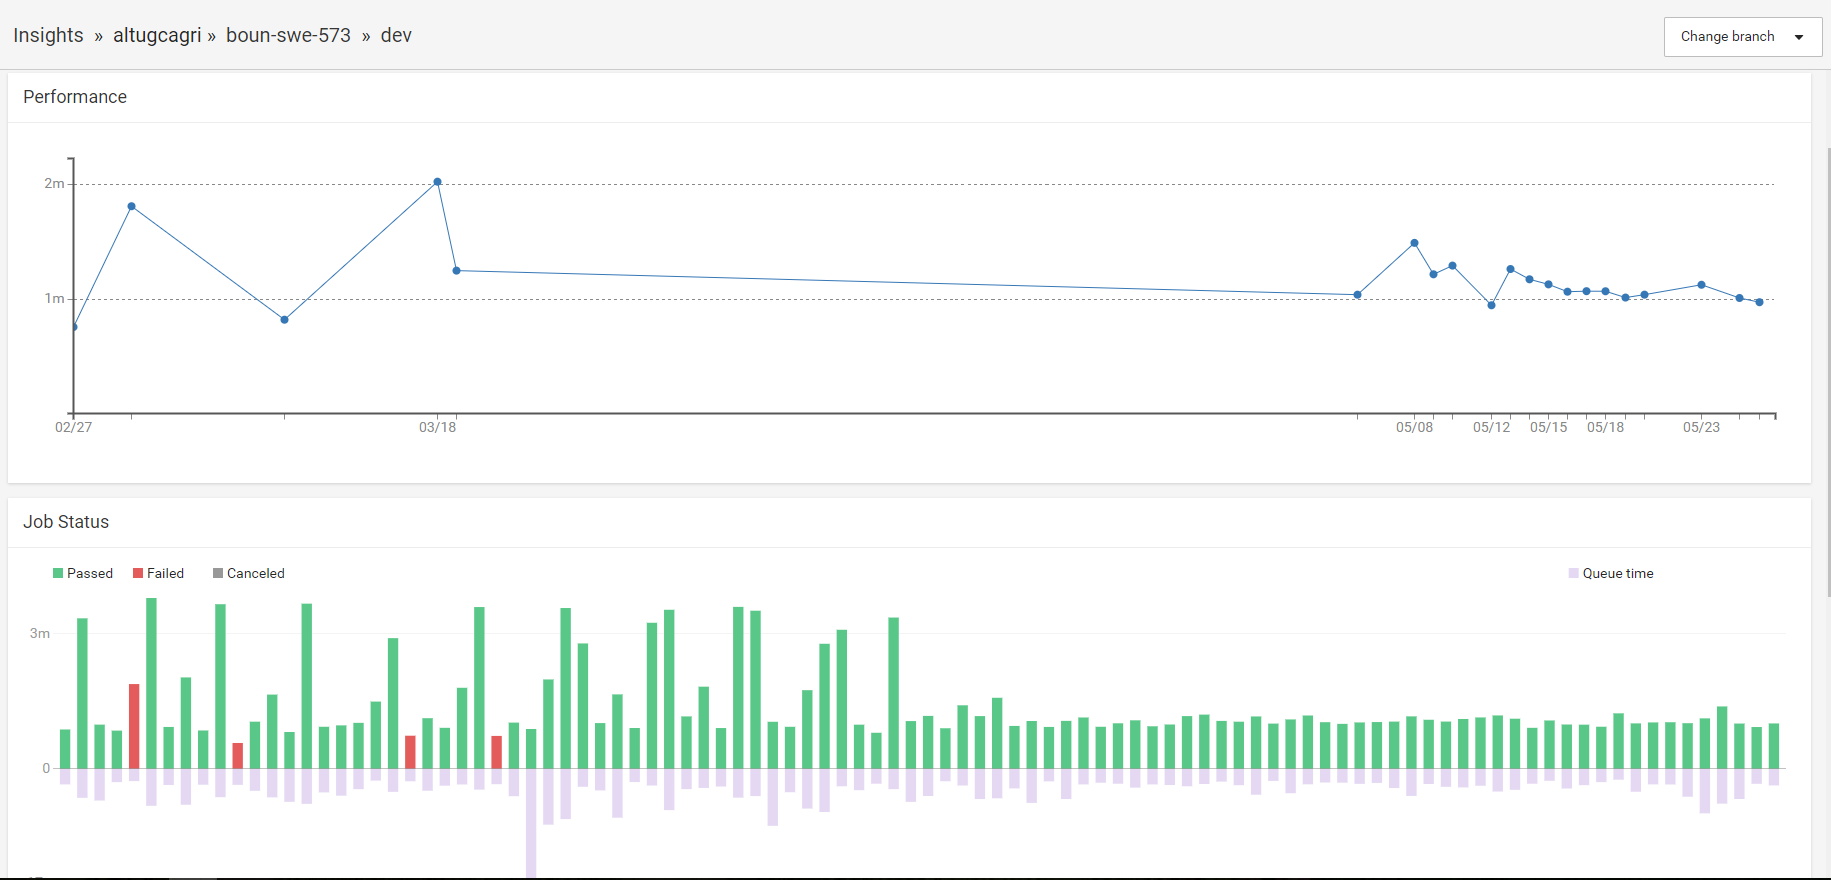 Insights » altugcagri » boun-swe-573 » dev
Change branch
Performance
2m
1m
02/27 03/18 05/08 05/12 05/15 05/18 05/23
Job Status
Passed Failed Canceled Queue time
3m
0